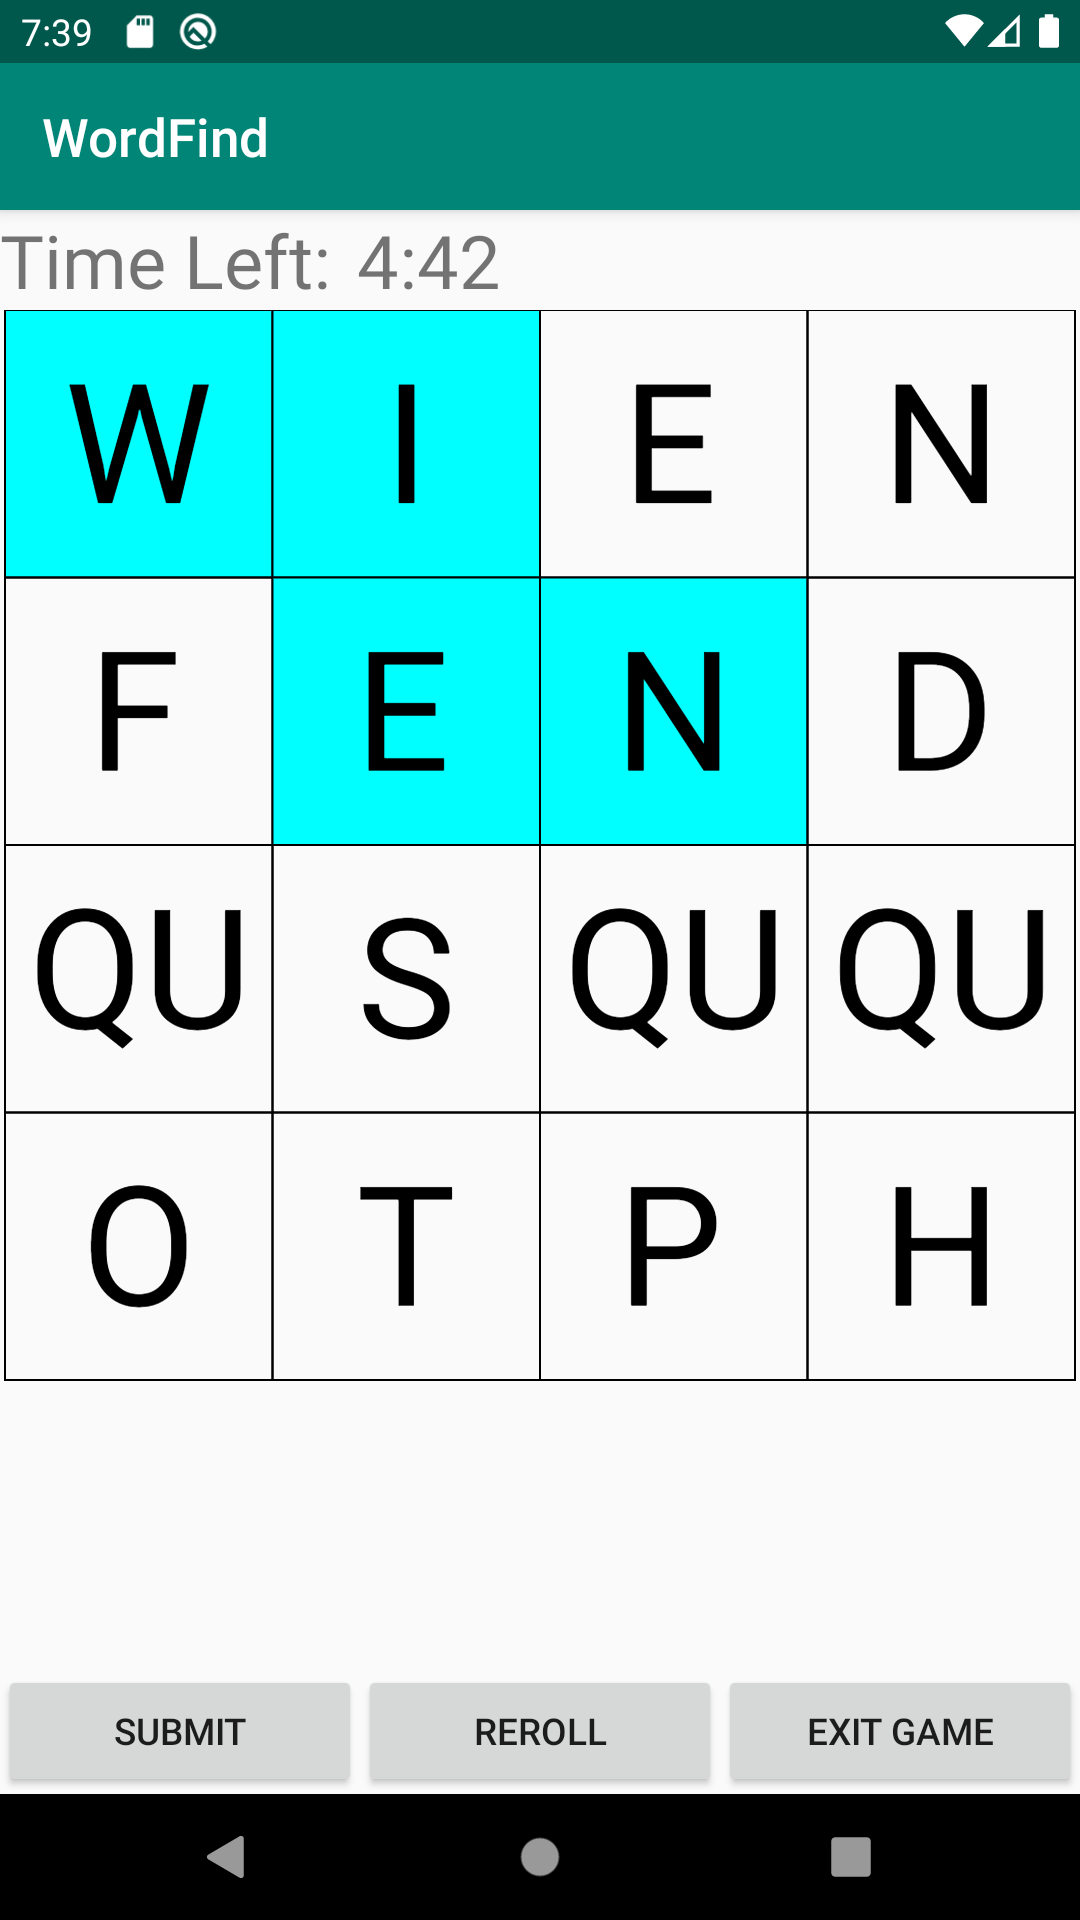 7:39
WordFind
Time Left: 4:42
W I E N
F E N D
QU S QU QU
O T P H
SUBMIT REROLL EXIT GAME